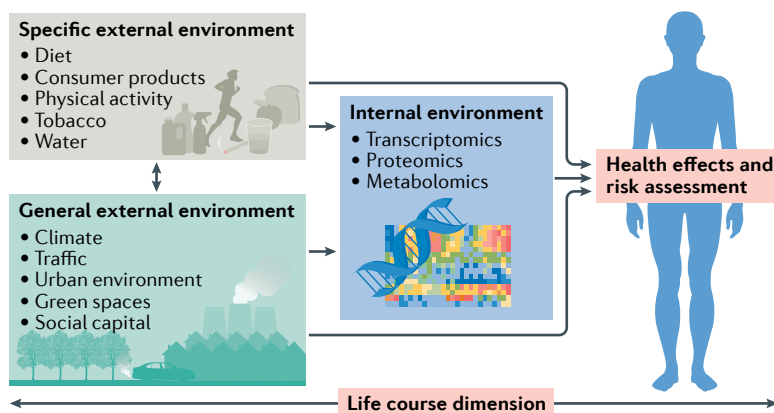 Specific external environment
• Diet
• Consumer products
• Physical activity
• Tobacco
• Water
General external environment
• Climate
• Traffic
• Urban environment
• Green spaces
• Social capital
Internal environment
• Transcriptomics
• Proteomics
• Metabolomics
Health effects and
risk assessment
Life course dimension